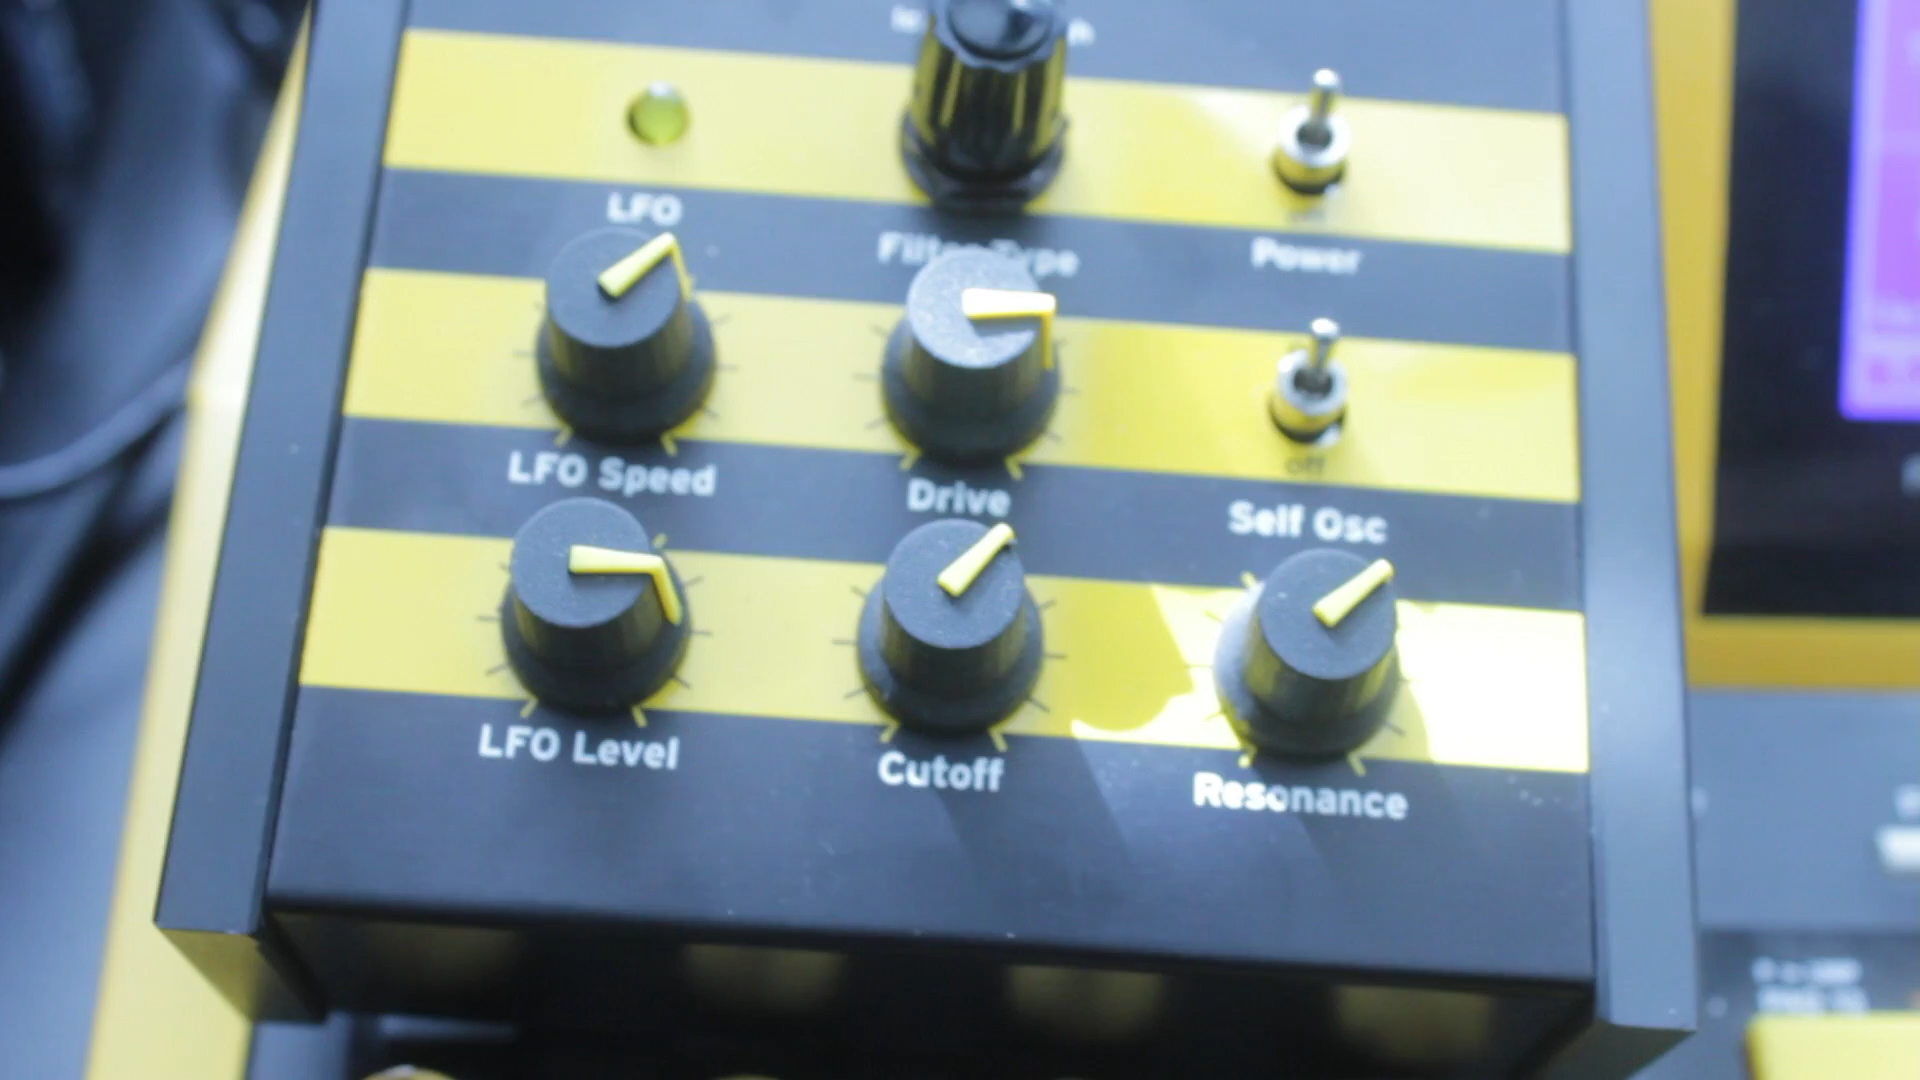 LFO
Filter Type
Power
LFO Speed
Drive
off
Self Osc
LFO Level
Cutoff
Resonance